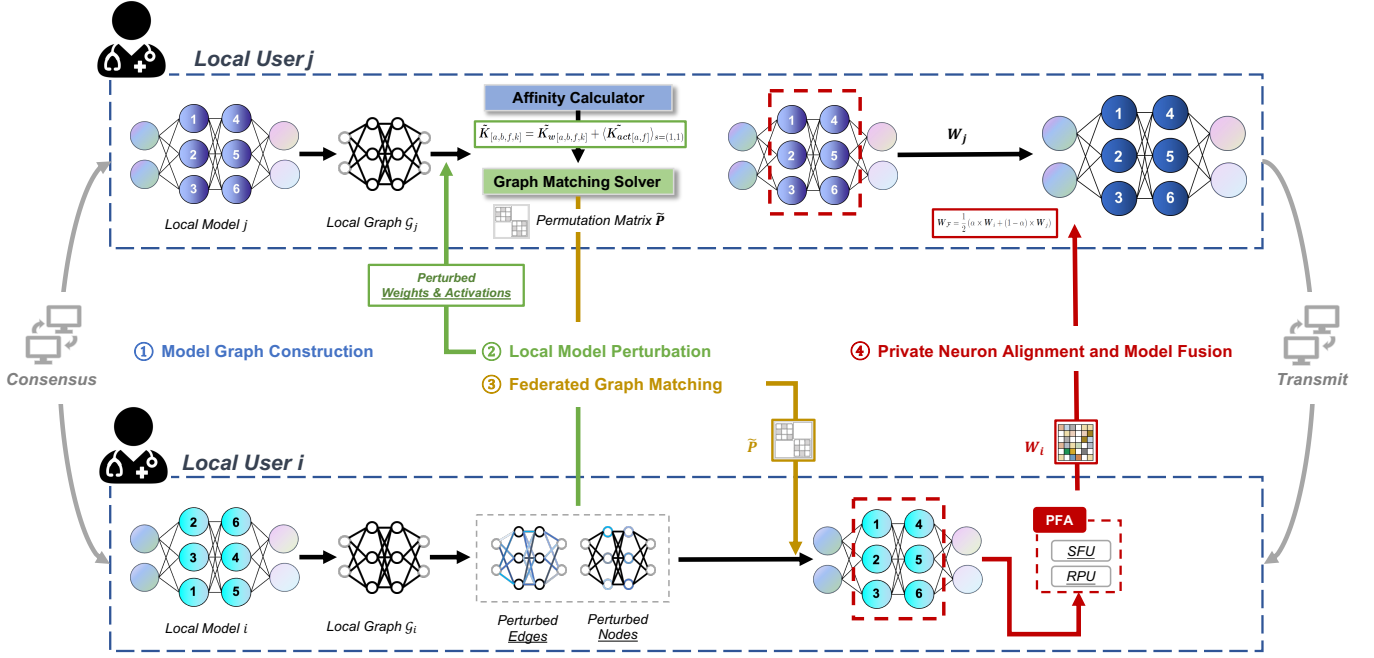 Local User j
Affinity Calculator
K̃[a,b,f,k] = K̃w[a,b,f,k] + ⟨K̃act[a,f]⟩s=(1,1)
Graph Matching Solver
Permutation Matrix P̃
1 4
2 5
3 6
Local Model j
Local Graph 𝒢j
1 4
2 5
3 6
Wj
1 4
2 5
3 6
W𝓕 = 1/2 (α × Wi + (1 − α) × Wj)
Perturbed
Weights & Activations
Consensus
① Model Graph Construction
② Local Model Perturbation
③ Federated Graph Matching
④ Private Neuron Alignment and Model Fusion
Transmit
P̃
Wi
Local User i
2 6
3 4
1 5
Local Model i
Local Graph 𝒢i
Perturbed
Edges
Perturbed
Nodes
1 4
2 5
3 6
PFA
SFU
RPU